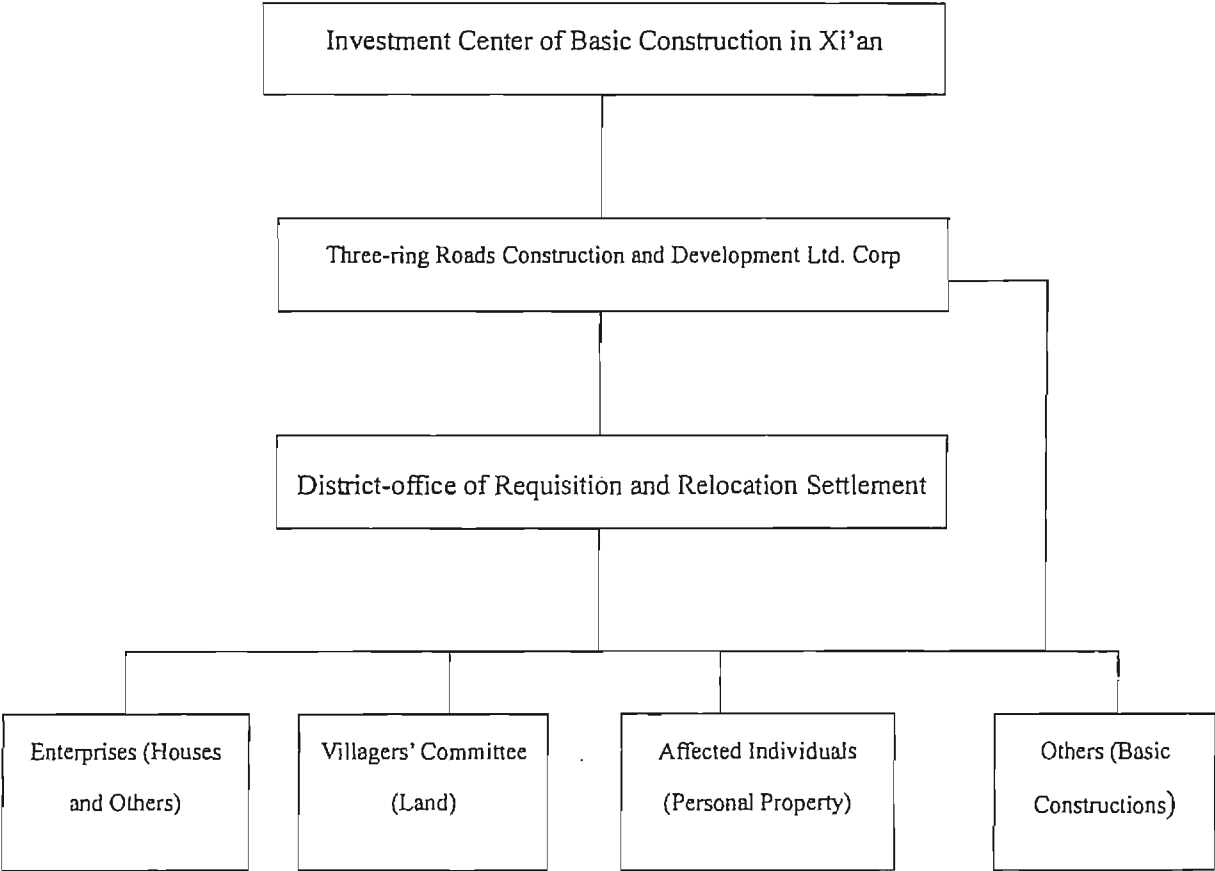 Investment Center of Basic Construction in Xi'an
Three-ring Roads Construction and Development Ltd. Corp
District-office of Requisition and Relocation Settlement
Enterprises (Houses
and Others)
Villagers' Committee
(Land)
Affected Individuals
(Personal Property)
Others (Basic
Constructions)